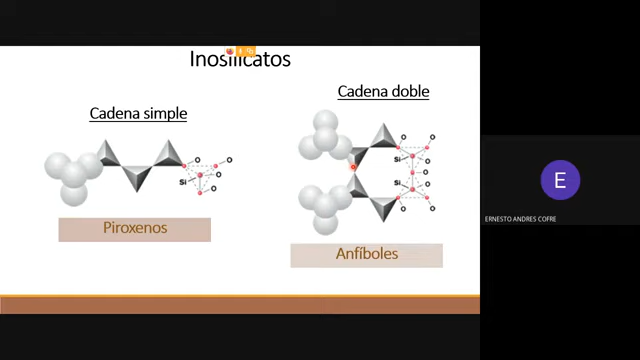 Inosilicatos
Cadena simple
Cadena doble
O
O
Si
O
O
O
O
Si
O
O
Si
O
O
O
Piroxenos
Anfíboles
E
ERNESTO ANDRES COFRE